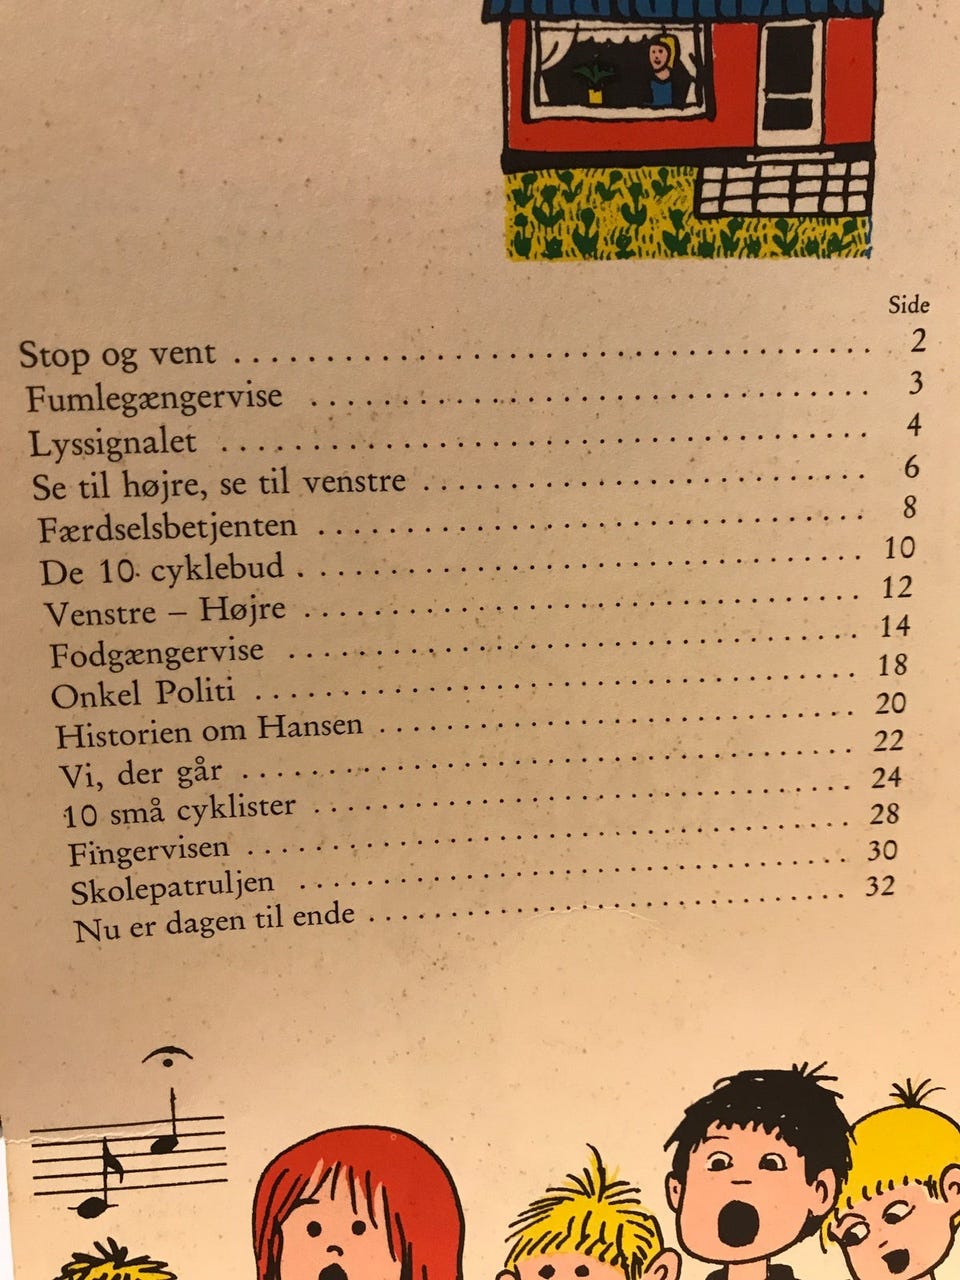 Side
Stop og vent . . . . . . . . . . . . . . . . . . . . . . . . . . . . . . 2
Fumlegængervise . . . . . . . . . . . . . . . . . . . . . . . . . . 3
Lyssignalet . . . . . . . . . . . . . . . . . . . . . . . . . . . . . . 4
Se til højre, se til venstre . . . . . . . . . . . . . . . . . . . . . 6
Færdselsbetjenten . . . . . . . . . . . . . . . . . . . . . . . . . 8
De 10 cyklebud . . . . . . . . . . . . . . . . . . . . . . . . . . 10
Venstre – Højre . . . . . . . . . . . . . . . . . . . . . . . . . . 12
Fodgængervise . . . . . . . . . . . . . . . . . . . . . . . . . . 14
Onkel Politi . . . . . . . . . . . . . . . . . . . . . . . . . . . . 18
Historien om Hansen . . . . . . . . . . . . . . . . . . . . . . 20
Vi, der går . . . . . . . . . . . . . . . . . . . . . . . . . . . . 22
10 små cyklister . . . . . . . . . . . . . . . . . . . . . . . . . 24
Fingervisen . . . . . . . . . . . . . . . . . . . . . . . . . . . . 28
Skolepatruljen . . . . . . . . . . . . . . . . . . . . . . . . . . 30
Nu er dagen til ende . . . . . . . . . . . . . . . . . . . . . . 32